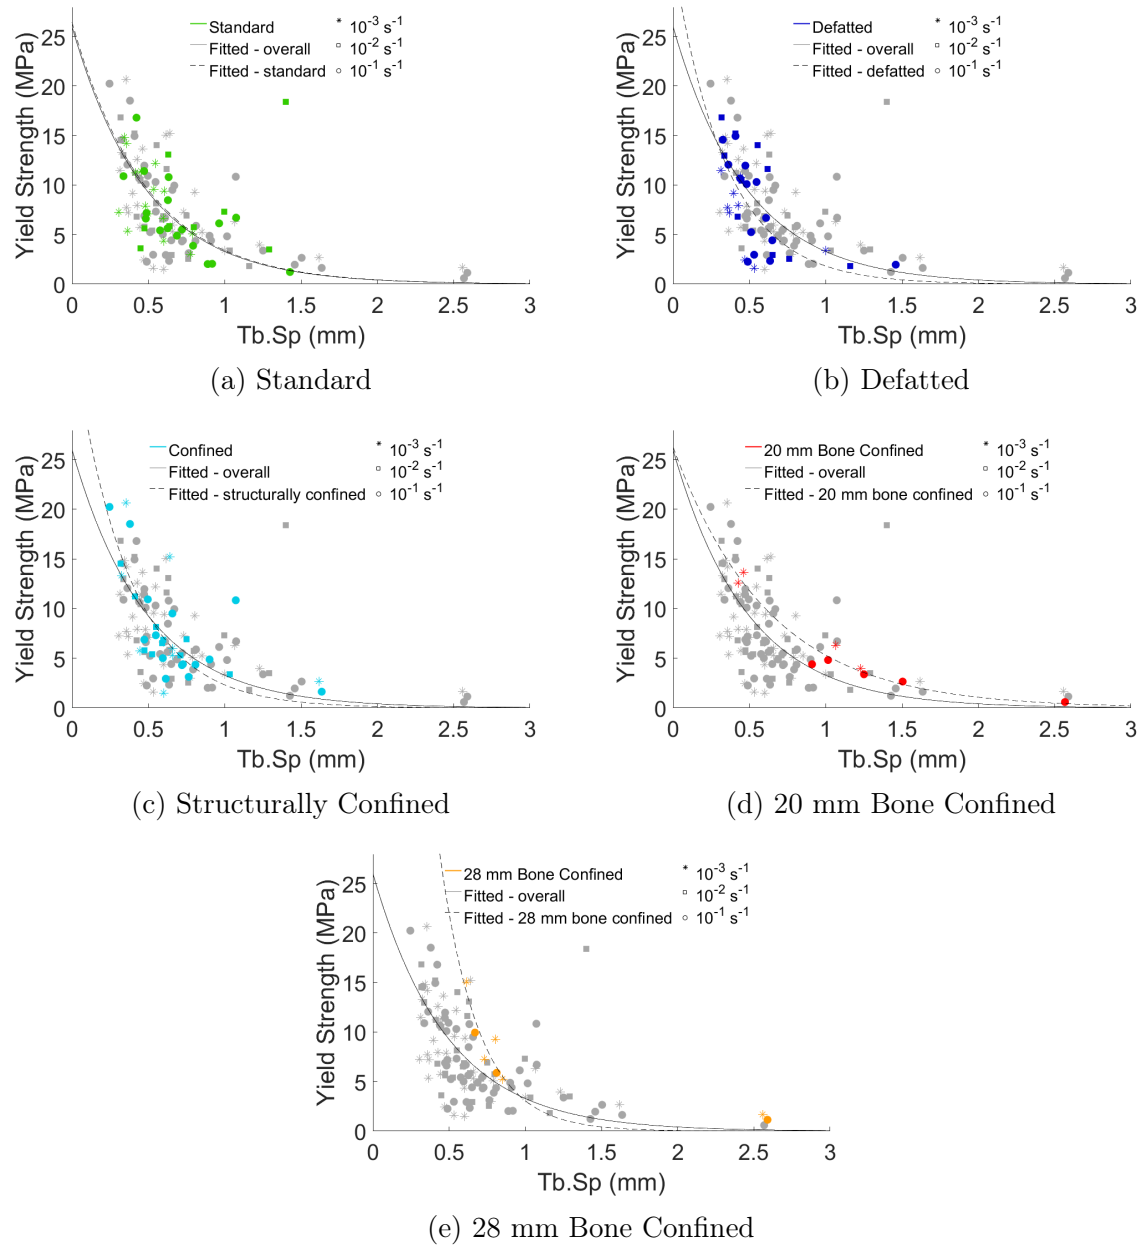 Standard
Fitted - overall
Fitted - standard
* 10^-3 s^-1
10^-2 s^-1
10^-1 s^-1
Yield Strength (MPa)
25
20
15
10
5
0
0 0.5 1 1.5 2 2.5 3
Tb.Sp (mm)
(a) Standard
Defatted
Fitted - overall
Fitted - defatted
* 10^-3 s^-1
10^-2 s^-1
10^-1 s^-1
Yield Strength (MPa)
25
20
15
10
5
0
0 0.5 1 1.5 2 2.5 3
Tb.Sp (mm)
(b) Defatted
Confined
Fitted - overall
Fitted - structurally confined
* 10^-3 s^-1
10^-2 s^-1
10^-1 s^-1
Yield Strength (MPa)
25
20
15
10
5
0
0 0.5 1 1.5 2 2.5 3
Tb.Sp (mm)
(c) Structurally Confined
20 mm Bone Confined
Fitted - overall
Fitted - 20 mm bone confined
* 10^-3 s^-1
10^-2 s^-1
10^-1 s^-1
Yield Strength (MPa)
25
20
15
10
5
0
0 0.5 1 1.5 2 2.5 3
Tb.Sp (mm)
(d) 20 mm Bone Confined
28 mm Bone Confined
Fitted - overall
Fitted - 28 mm bone confined
* 10^-3 s^-1
10^-2 s^-1
10^-1 s^-1
Yield Strength (MPa)
25
20
15
10
5
0
0 0.5 1 1.5 2 2.5 3
Tb.Sp (mm)
(e) 28 mm Bone Confined